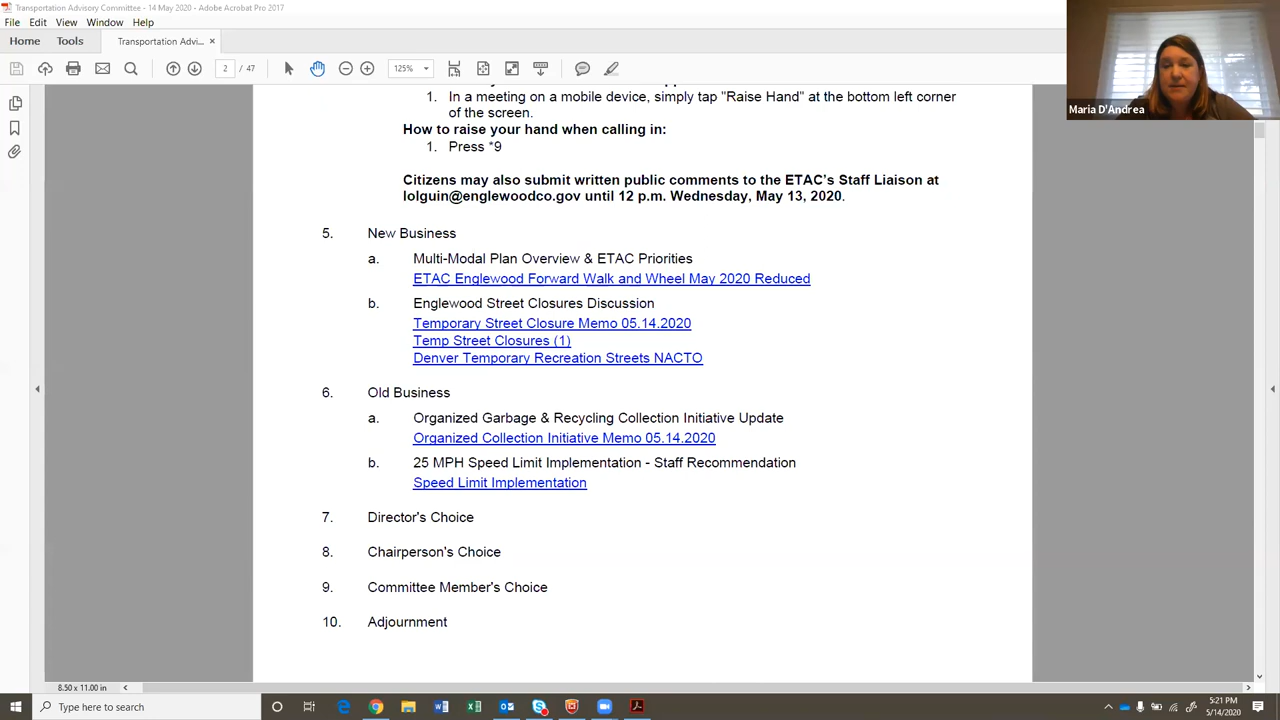 Transportation Advisory Committee - 14 May 2020 - Adobe Acrobat Pro 2017
File Edit View Window Help
Home Tools Transportation Advi... ×
2 / 47 125%
Maria D'Andrea
1. In a meeting on a mobile device, simply tap "Raise Hand" at the bottom left corner
of the screen.
How to raise your hand when calling in:
1. Press *9
Citizens may also submit written public comments to the ETAC's Staff Liaison at
lolguin@englewoodco.gov until 12 p.m. Wednesday, May 13, 2020.
5. New Business
a. Multi-Modal Plan Overview & ETAC Priorities
ETAC Englewood Forward Walk and Wheel May 2020 Reduced
b. Englewood Street Closures Discussion
Temporary Street Closure Memo 05.14.2020
Temp Street Closures (1)
Denver Temporary Recreation Streets NACTO
6. Old Business
a. Organized Garbage & Recycling Collection Initiative Update
Organized Collection Initiative Memo 05.14.2020
b. 25 MPH Speed Limit Implementation - Staff Recommendation
Speed Limit Implementation
7. Director's Choice
8. Chairperson's Choice
9. Committee Member's Choice
10. Adjournment
8.50 x 11.00 in
Type here to search
5:21 PM
5/14/2020